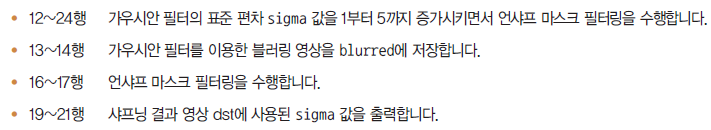 • 12~24행 가우시안 필터의 표준 편차 sigma 값을 1부터 5까지 증가시키면서 언샤프 마스크 필터링을 수행합니다.
• 13~14행 가우시안 필터를 이용한 블러링 영상을 blurred에 저장합니다.
• 16~17행 언샤프 마스크 필터링을 수행합니다.
• 19~21행 샤프닝 결과 영상 dst에 사용된 sigma 값을 출력합니다.